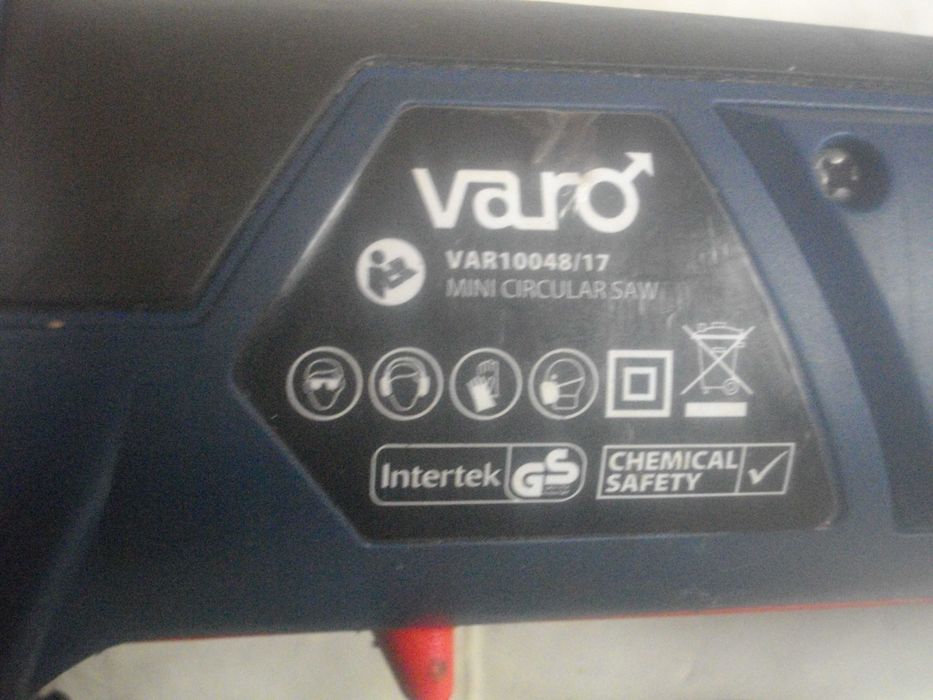 varo
VAR10048/17
MINI CIRCULAR SAW
Intertek GS
CHEMICAL
SAFETY